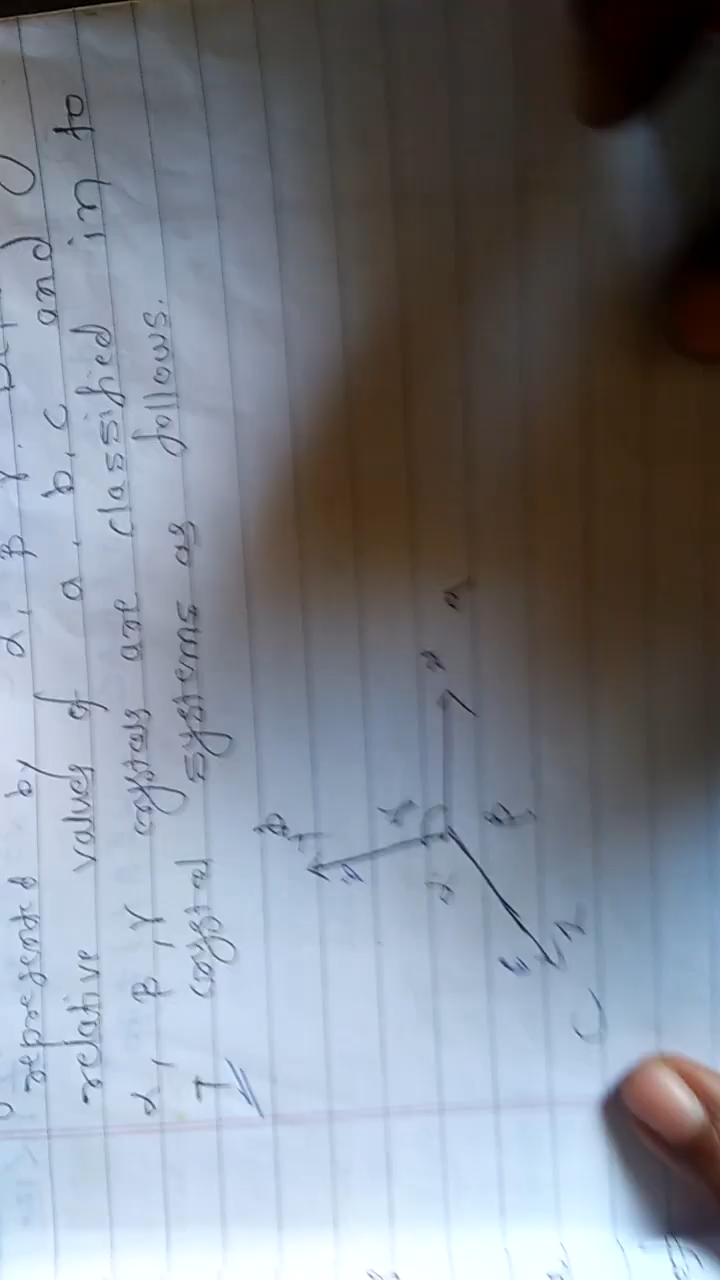 represented by α, β, γ.
relative values of a, b, c and
α, β, γ crystals are classified in to
7 crystal systems as follows.
b
α
β
C